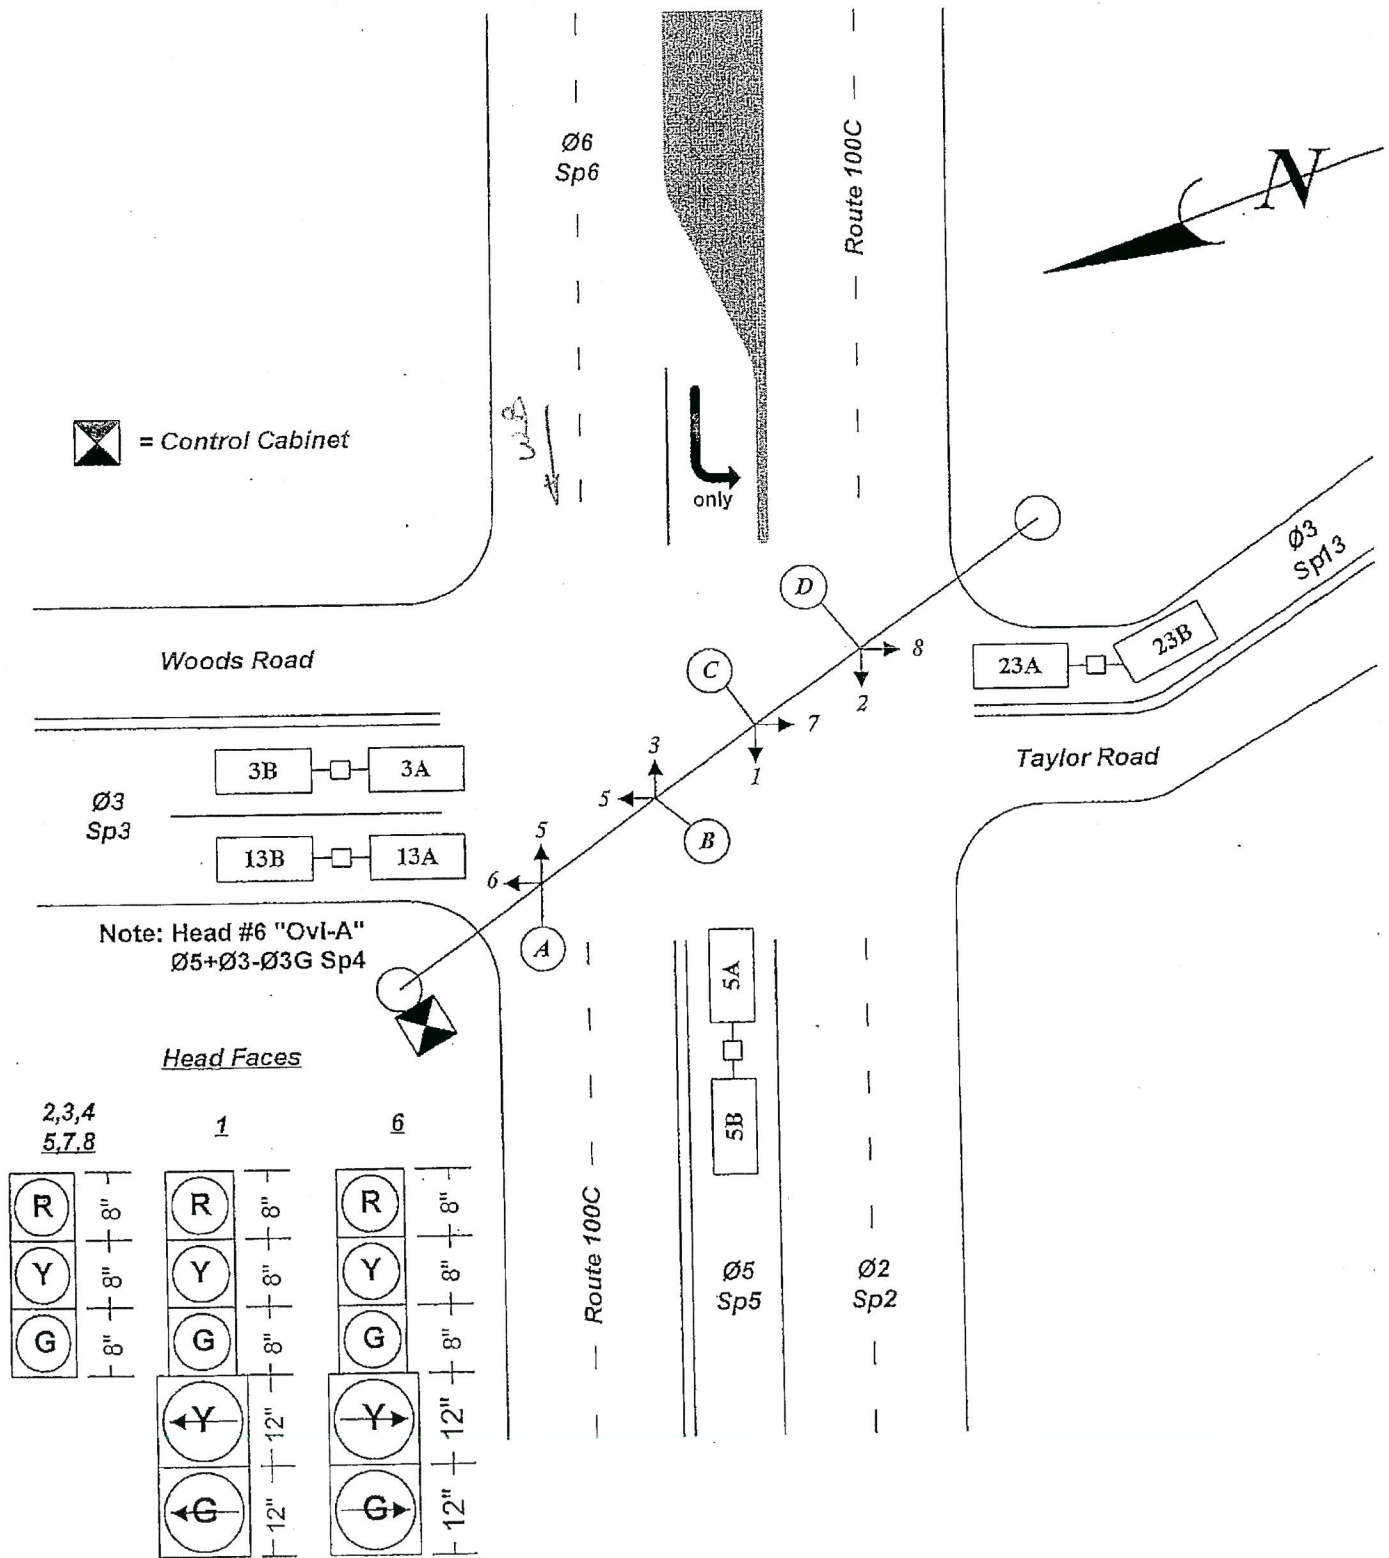 Ø6
Sp6
Route 100C
N
= Control Cabinet
WB
only
Ø3
Sp13
D
8
2
23A
23B
Woods Road
C
7
1
Taylor Road
3
5
B
3B
3A
Ø3
Sp3
13B
13A
5
6
A
Note: Head #6 "Ovl-A"
Ø5+Ø3-Ø3G Sp4
5A
5B
Head Faces
2,3,4
5,7,8
1
6
R
8"
R
8"
R
8"
Y
8"
Y
8"
Y
8"
G
8"
G
8"
G
8"
Y
12"
Y
12"
G
12"
G
12"
Route 100C
Ø5
Sp5
Ø2
Sp2